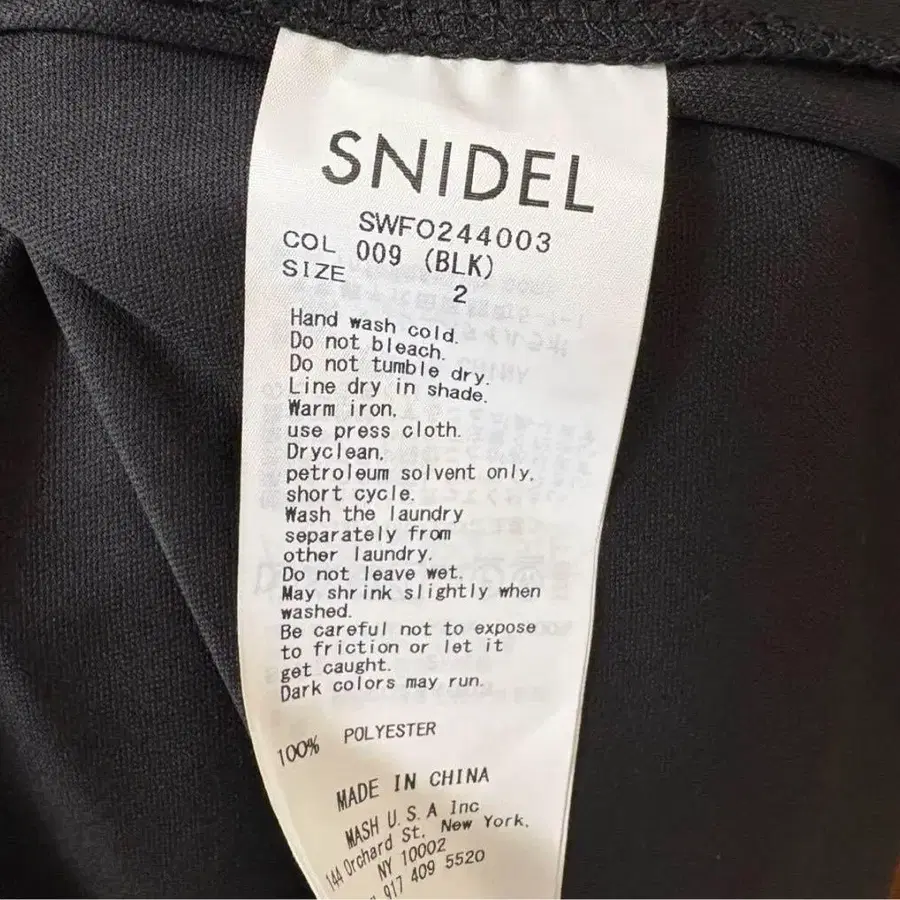 SNIDEL
SWFO244003
COL 009 (BLK)
SIZE 2
Hand wash cold.
Do not bleach.
Do not tumble dry.
Line dry in shade.
Warm iron,
use press cloth.
Dryclean,
petroleum solvent only,
short cycle.
Wash the laundry
separately from
other laundry.
Do not leave wet.
May shrink slightly when
washed.
Be careful not to expose
to friction or let it
get caught.
Dark colors may run.
100% POLYESTER
MADE IN CHINA
MASH U.S.A Inc
144 Orchard St. New York,
NY 10002
917 409 5520